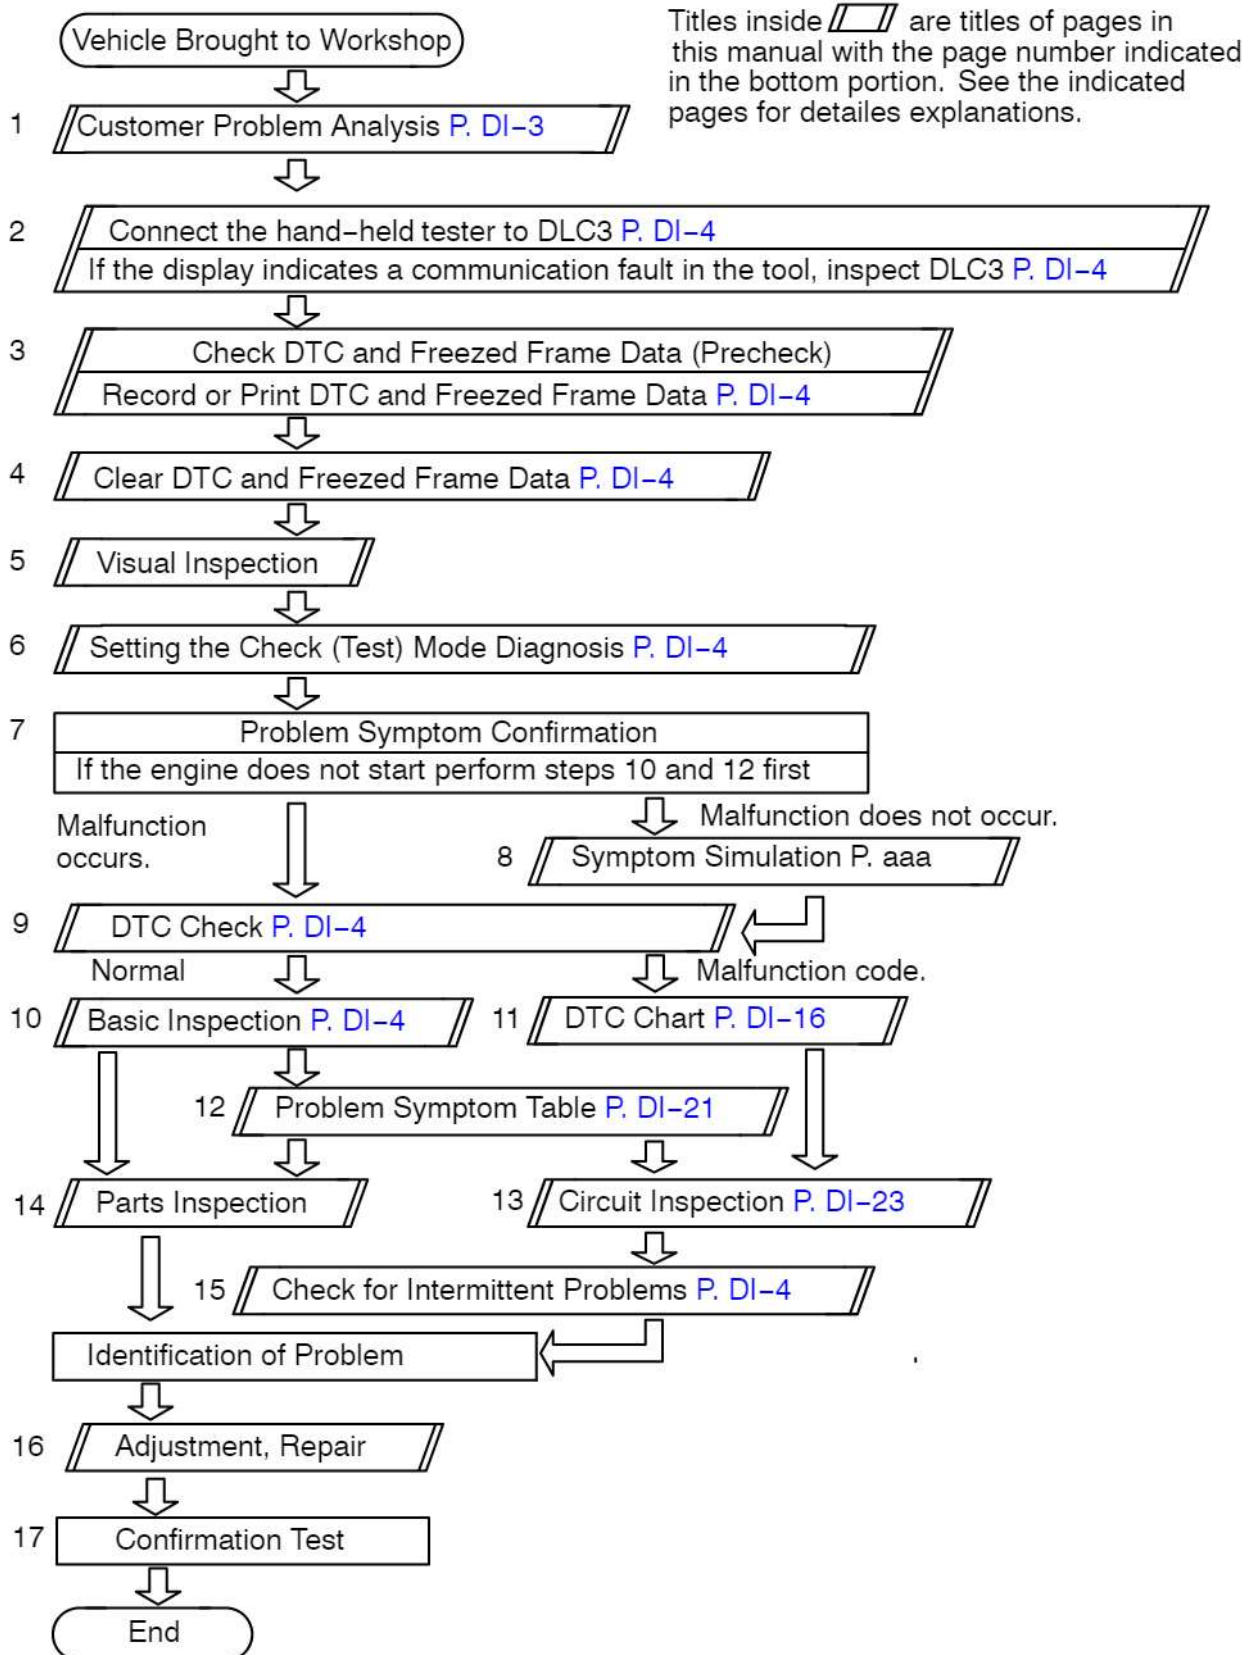 Vehicle Brought to Workshop
Titles inside are titles of pages in
this manual with the page number indicated
in the bottom portion. See the indicated
pages for detailes explanations.
1 Customer Problem Analysis P. DI–3
2 Connect the hand–held tester to DLC3 P. DI–4
If the display indicates a communication fault in the tool, inspect DLC3 P. DI–4
3 Check DTC and Freezed Frame Data (Precheck)
Record or Print DTC and Freezed Frame Data P. DI–4
4 Clear DTC and Freezed Frame Data P. DI–4
5 Visual Inspection
6 Setting the Check (Test) Mode Diagnosis P. DI–4
7 Problem Symptom Confirmation
If the engine does not start perform steps 10 and 12 first
Malfunction
occurs.
Malfunction does not occur.
8 Symptom Simulation P. aaa
9 DTC Check P. DI–4
Normal
Malfunction code.
10 Basic Inspection P. DI–4
11 DTC Chart P. DI–16
12 Problem Symptom Table P. DI–21
14 Parts Inspection
13 Circuit Inspection P. DI–23
15 Check for Intermittent Problems P. DI–4
Identification of Problem
16 Adjustment, Repair
17 Confirmation Test
End